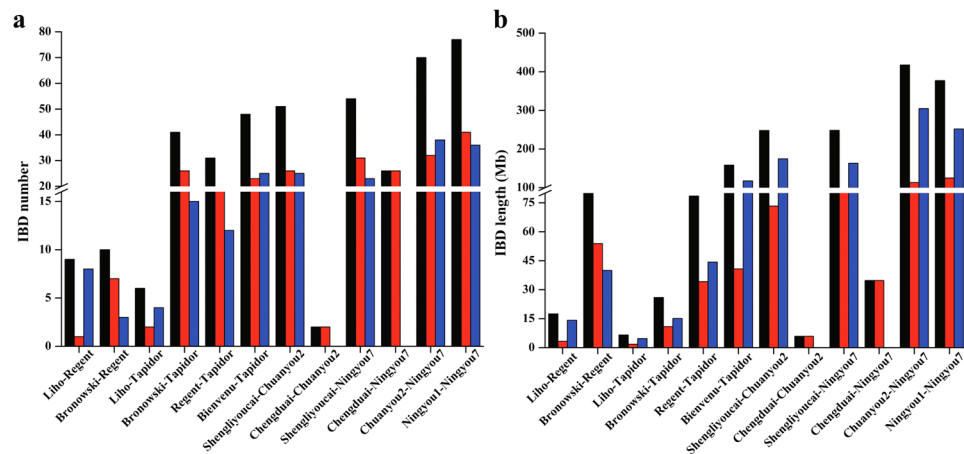 a
IBD number
80
70
60
50
40
30
20
15
10
5
0
Liho-Regent
Bronowski-Regent
Liho-Tapidor
Bronowski-Tapidor
Regent-Tapidor
Bienvenu-Tapidor
Shengliyoucai-Chuanyou2
Chengduai-Chuanyou2
Shengliyoucai-Ningyou7
Chengduai-Ningyou7
Chuanyou2-Ningyou7
Ningyou1-Ningyou7
b
IBD length (Mb)
500
400
300
200
100
75
60
45
30
15
0
Liho-Regent
Bronowski-Regent
Liho-Tapidor
Bronowski-Tapidor
Regent-Tapidor
Bienvenu-Tapidor
Shengliyoucai-Chuanyou2
Chengduai-Chuanyou2
Shengliyoucai-Ningyou7
Chengduai-Ningyou7
Chuanyou2-Ningyou7
Ningyou1-Ningyou7